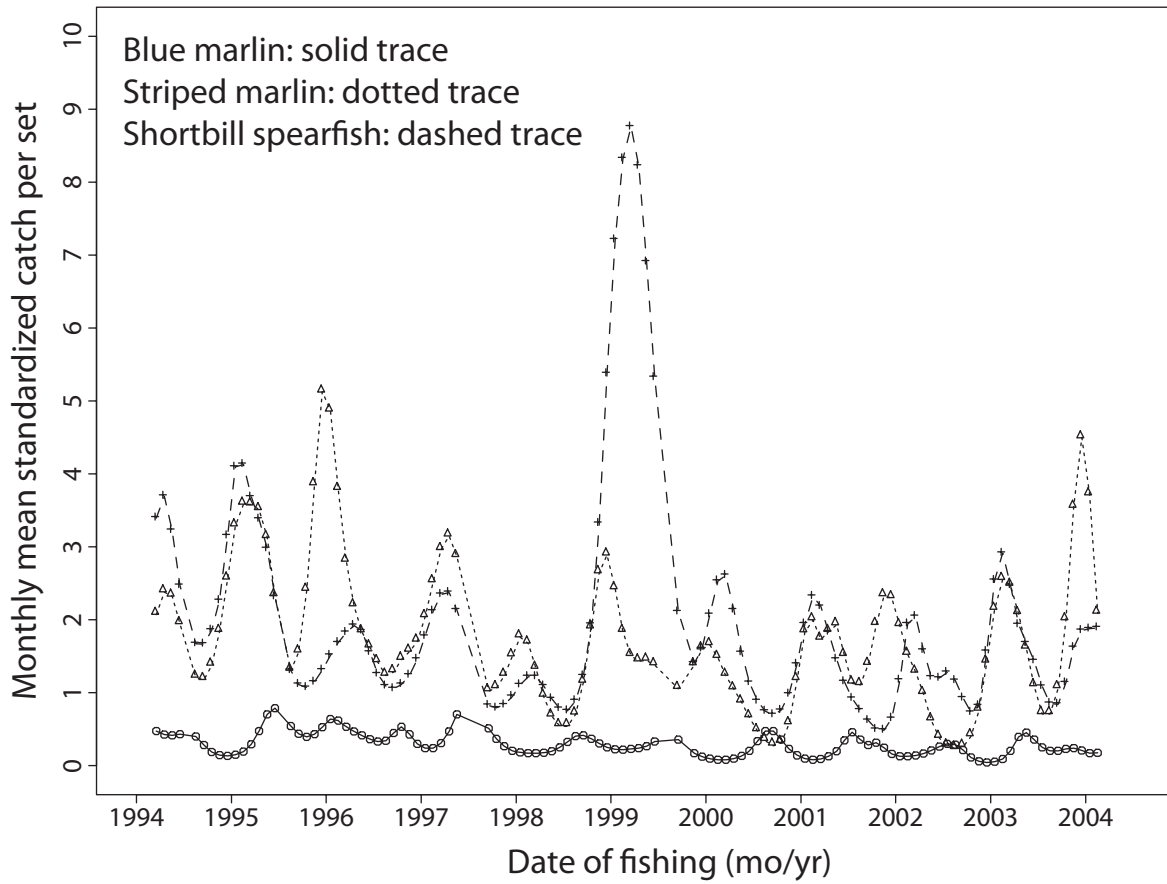 Blue marlin: solid trace
Striped marlin: dotted trace
Shortbill spearfish: dashed trace
Monthly mean standardized catch per set
10
9
8
7
6
5
4
3
2
1
0
1994 1995 1996 1997 1998 1999 2000 2001 2002 2003 2004
Date of fishing (mo/yr)